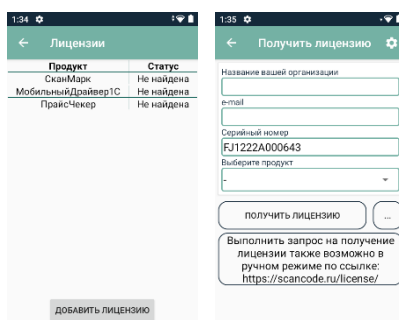 1:34
Лицензии
Продукт Статус
СканМарк Не найдена
МобильныйДрайвер1С Не найдена
ПрайсЧекер Не найдена
ДОБАВИТЬ ЛИЦЕНЗИЮ
1:35
Получить лицензию
Название вашей организации
e-mail
Серийный номер
FJ1222A000643
Выберите продукт
-
ПОЛУЧИТЬ ЛИЦЕНЗИЮ ...
Выполнить запрос на получение
лицензии также возможно в
ручном режиме по ссылке:
https://scancode.ru/license/